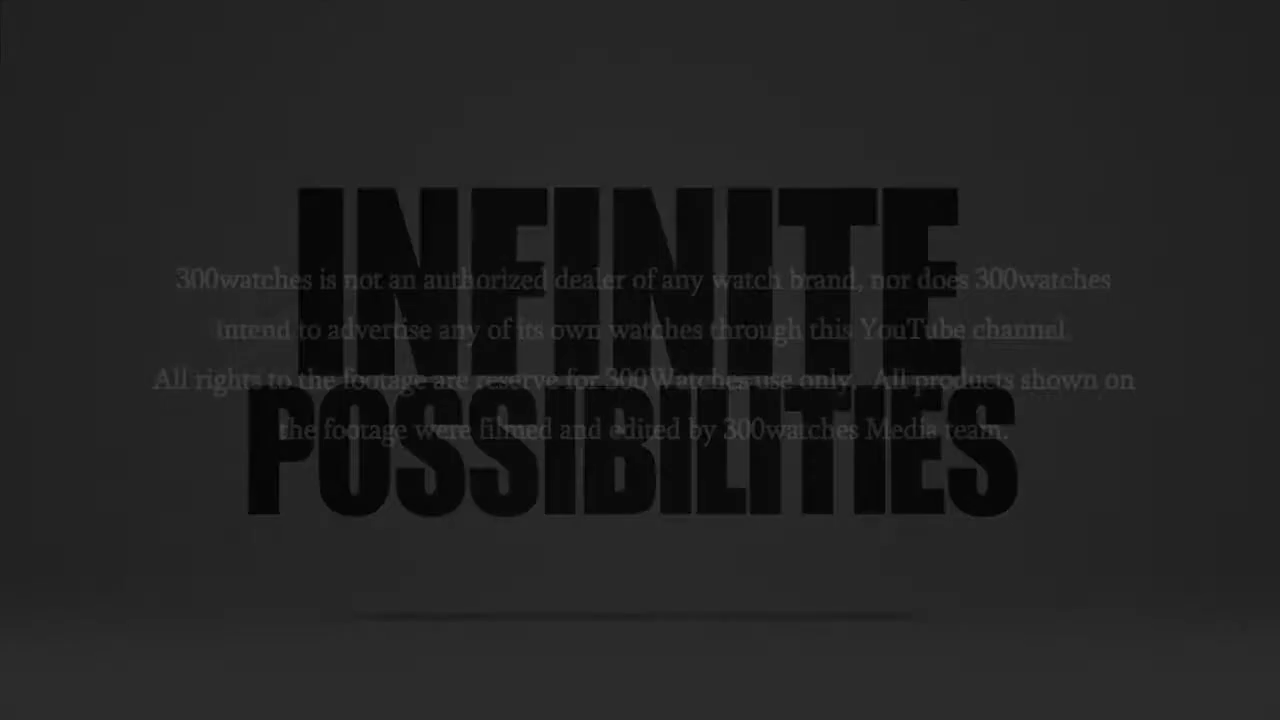 INFINITE
POSSIBILITIES
300watches is not an authorized dealer of any watch brand, nor does 300watches
intend to advertise any of its own watches through this YouTube channel.
All rights to the footage are reserve for 300Watches use only. All products shown on
the footage were filmed and edited by 300watches Media team.